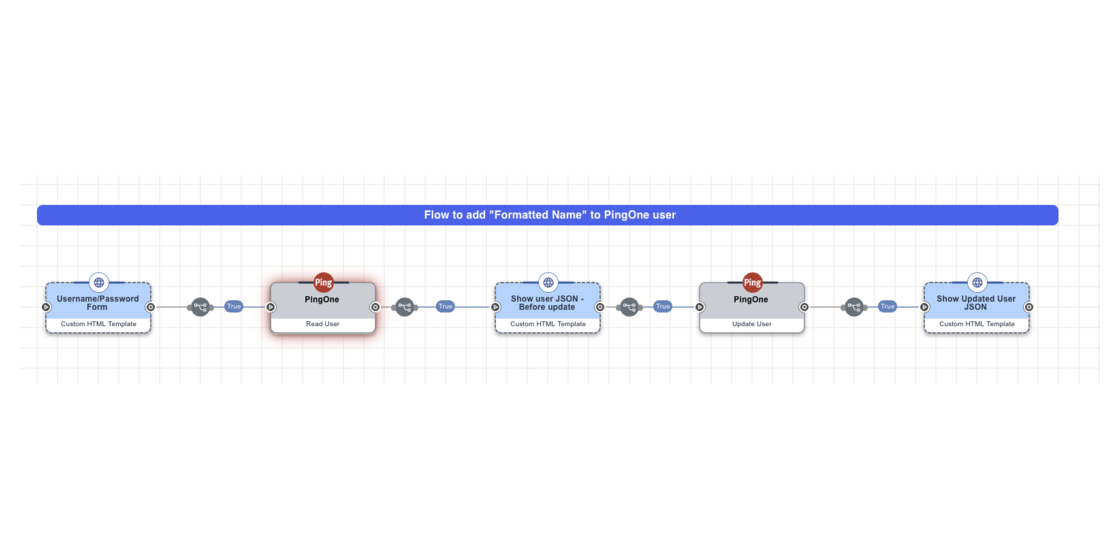 Flow to add "Formatted Name" to PingOne user
Username/Password
Form
Custom HTML Template
True
Ping
PingOne
Read User
True
Show user JSON -
Before update
Custom HTML Template
True
Ping
PingOne
Update User
True
Show Updated User
JSON
Custom HTML Template